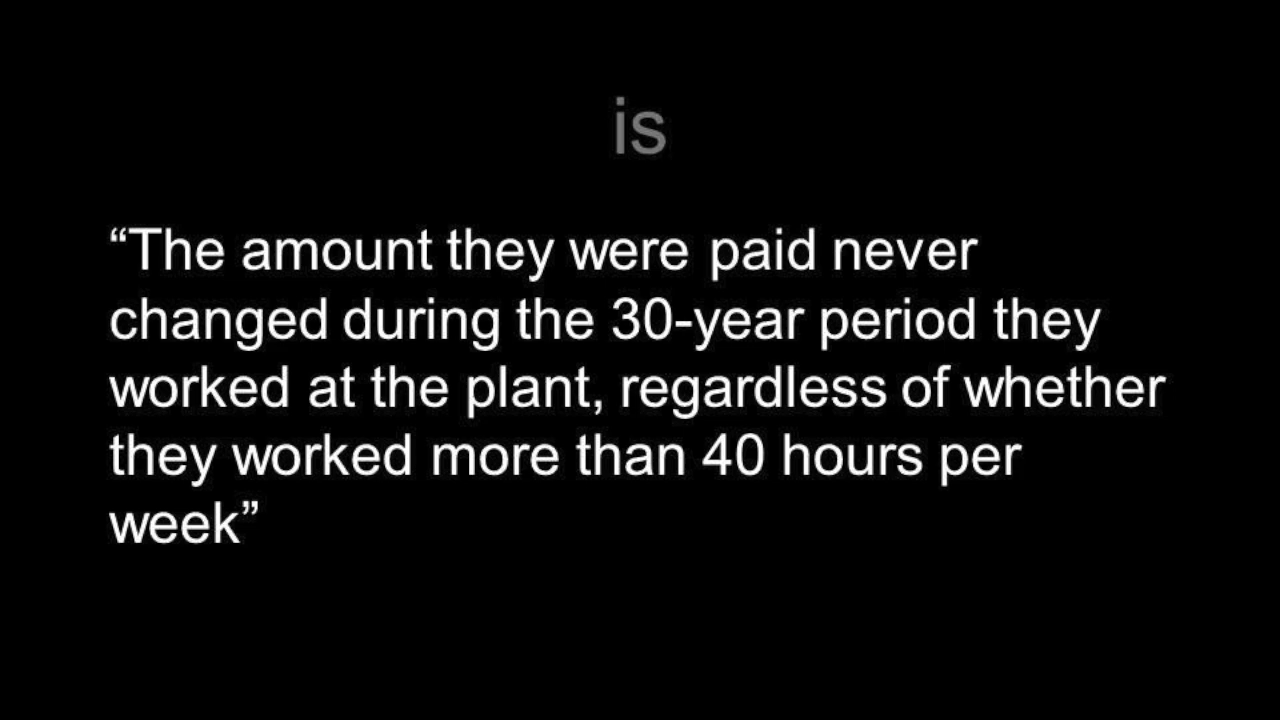 is
“The amount they were paid never
changed during the 30-year period they
worked at the plant, regardless of whether
they worked more than 40 hours per
week”